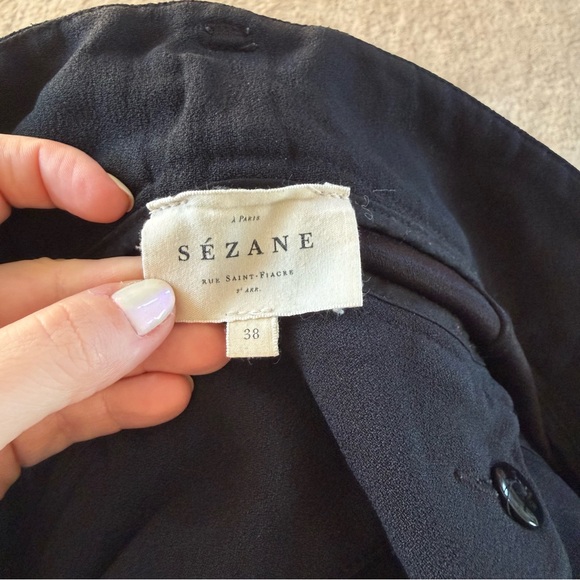 À PARIS
SÉZANE
RUE SAINT-FIACRE
2E ARR.
38